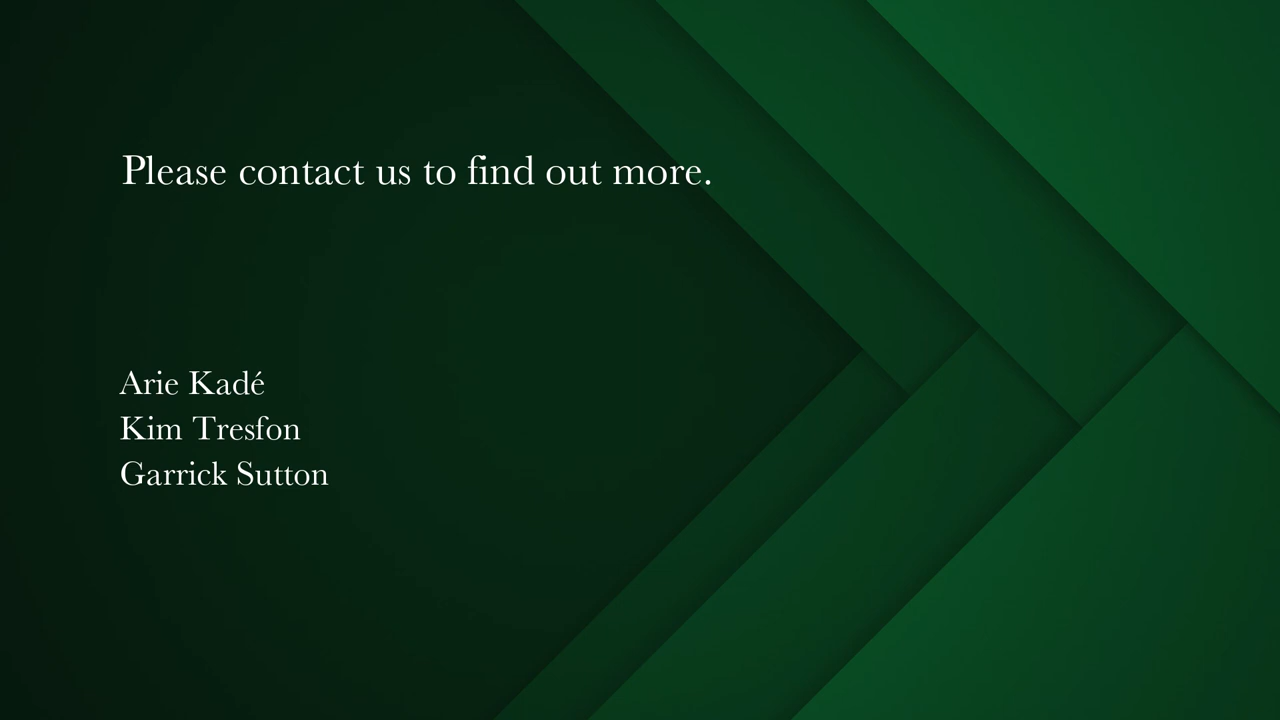 Please contact us to find out more.
Arie Kadé
Kim Tresfon
Garrick Sutton